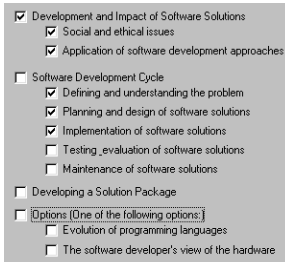 Development and Impact of Software Solutions
Social and ethical issues
Application of software development approaches
Software Development Cycle
Defining and understanding the problem
Planning and design of software solutions
Implementation of software solutions
Testing _evaluation of software solutions
Maintenance of software solutions
Developing a Solution Package
Options (One of the following options:)
Evolution of programming languages
The software developer's view of the hardware